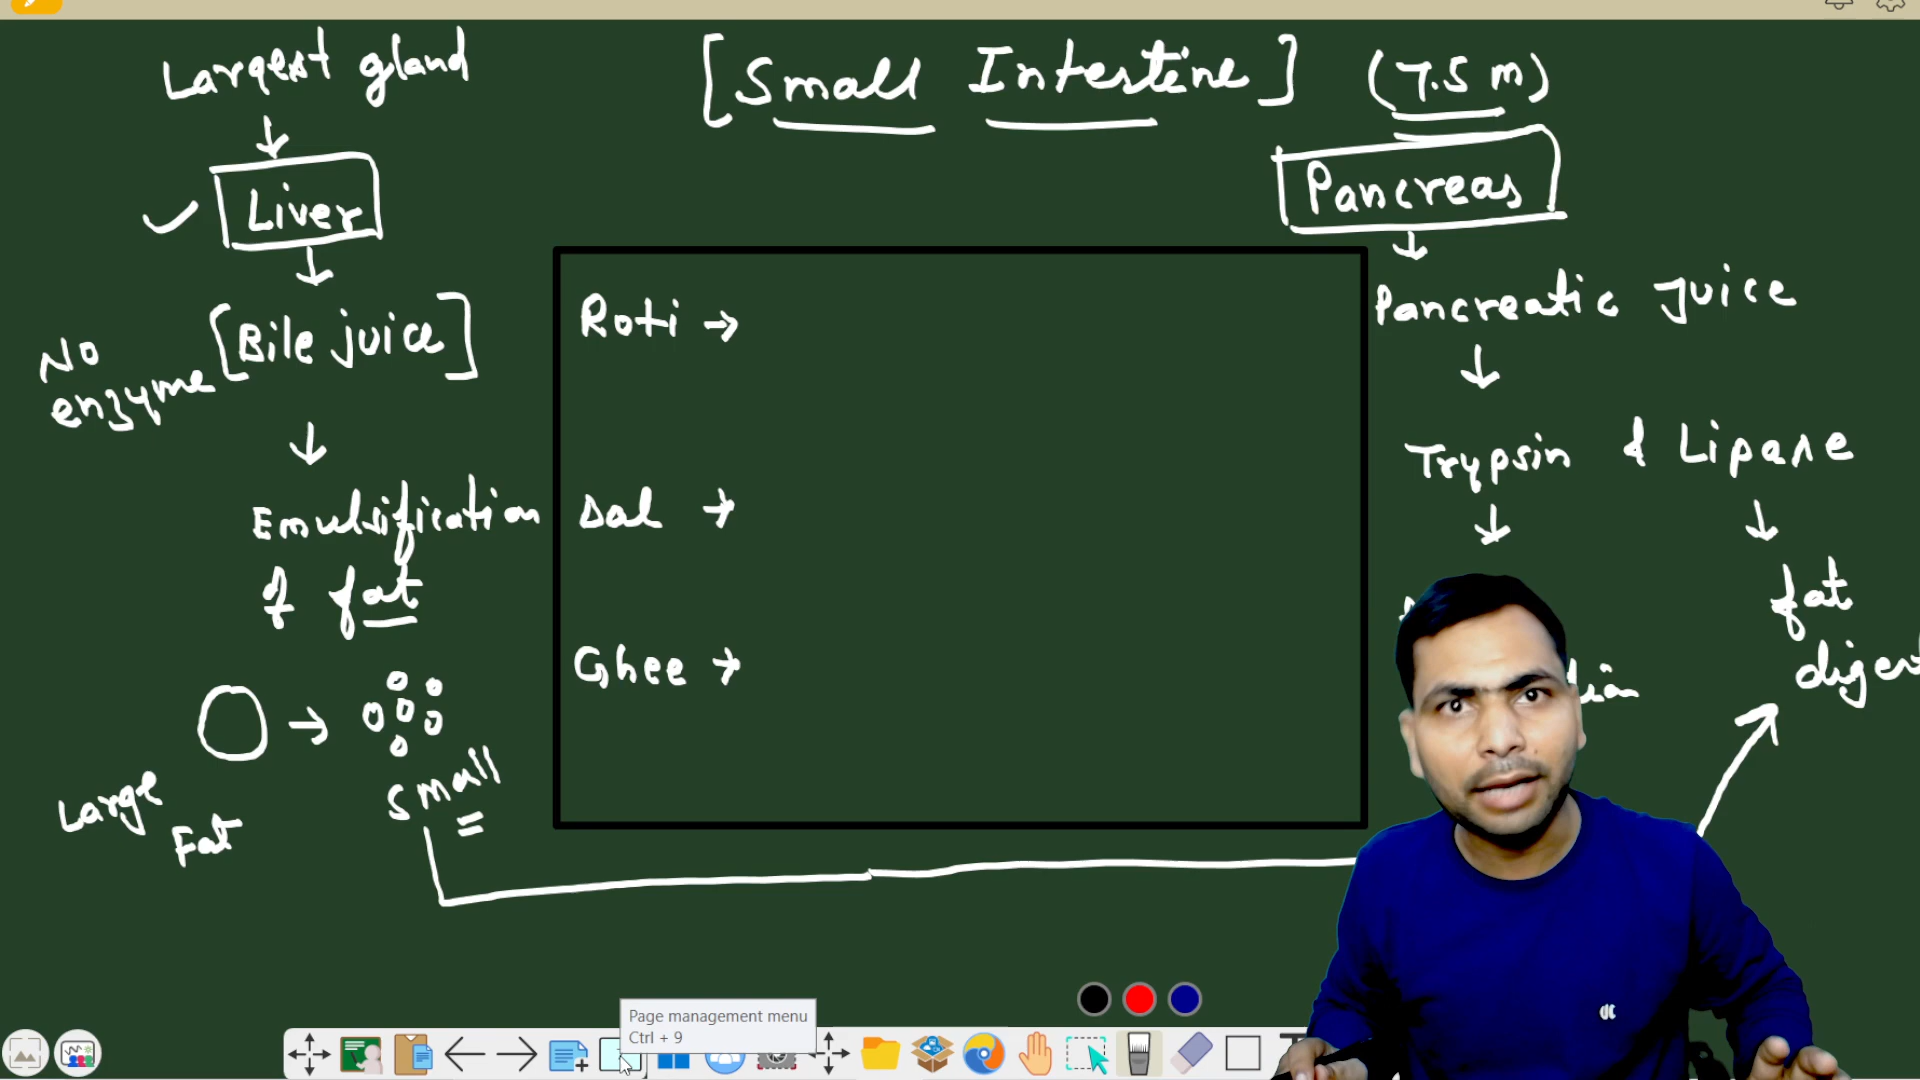 Largest gland
[Small Intestine] (7.5 m)
Liver
Pancreas
No enzyme
[Bile juice]
Roti →
Pancreatic Juice
Trypsin & Lipase
Emulsification
of fat
Dal →
fat
Ghee →
Large
Fat
Small
Page management menu
Ctrl + 9